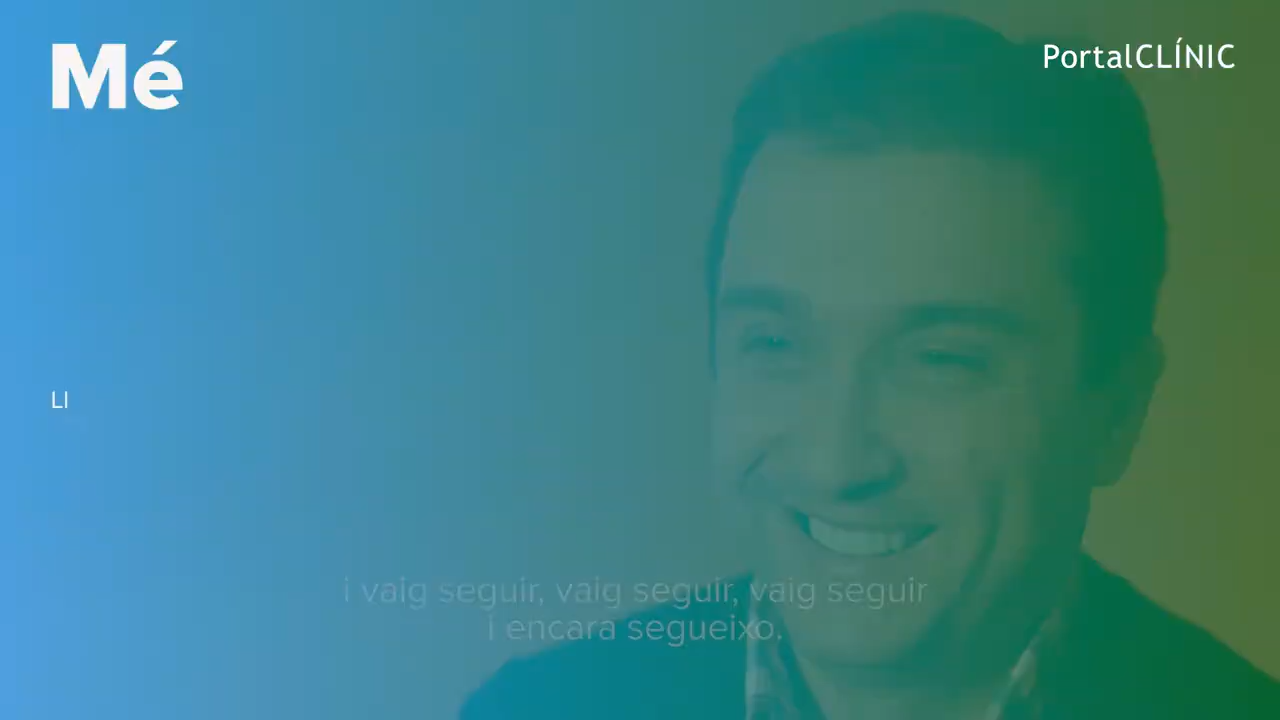 Mé
PortalCLÍNIC
LI
i vaig seguir, vaig seguir, vaig seguir
i encara segueixo.